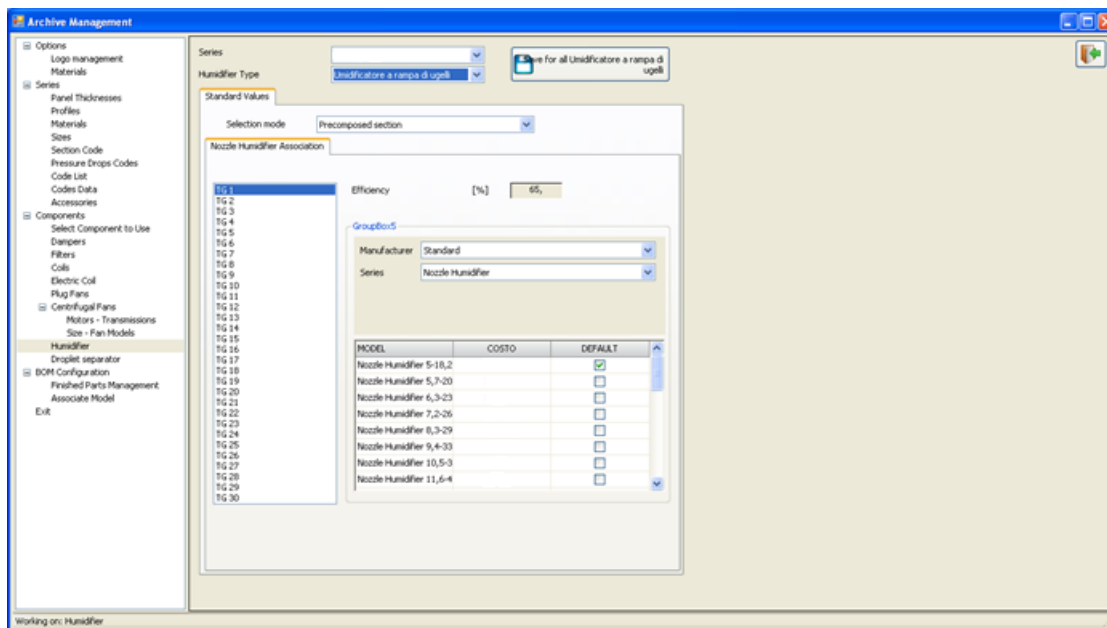 Archive Management
Options
Logo management
Materials
Series
Panel Thicknesses
Profiles
Materials
Sizes
Section Code
Pressure Drops Codes
Code List
Codes Data
Accessories
Components
Select Component to Use
Dampers
Filters
Coils
Electric Coil
Plug Fans
Centrifugal Fans
Motors - Transmissions
Size - Fan Models
Humidifier
Droplet separator
BOM Configuration
Finished Parts Management
Associate Model
Exit
Series
Humidifier Type
Umidificatore a rampa di ugelli
ve for all Umidificatore a rampa di
ugelli
Standard Values
Selection mode
Precomposed section
Nozzle Humidifier Association
TG 1
TG 2
TG 3
TG 4
TG 5
TG 6
TG 7
TG 8
TG 9
TG 10
TG 11
TG 12
TG 13
TG 14
TG 15
TG 16
TG 17
TG 18
TG 19
TG 20
TG 21
TG 22
TG 23
TG 24
TG 25
TG 26
TG 27
TG 28
TG 29
TG 30
Efficiency [%] 65,
GroupBox5
Manufacturer Standard
Series Nozzle Humidifier
MODEL COSTO DEFAULT
Nozzle Humidifier 5-18,2
Nozzle Humidifier 5,7-20
Nozzle Humidifier 6,3-23
Nozzle Humidifier 7,2-26
Nozzle Humidifier 8,3-29
Nozzle Humidifier 9,4-33
Nozzle Humidifier 10,5-3
Nozzle Humidifier 11,6-4
Working on: Humidifier